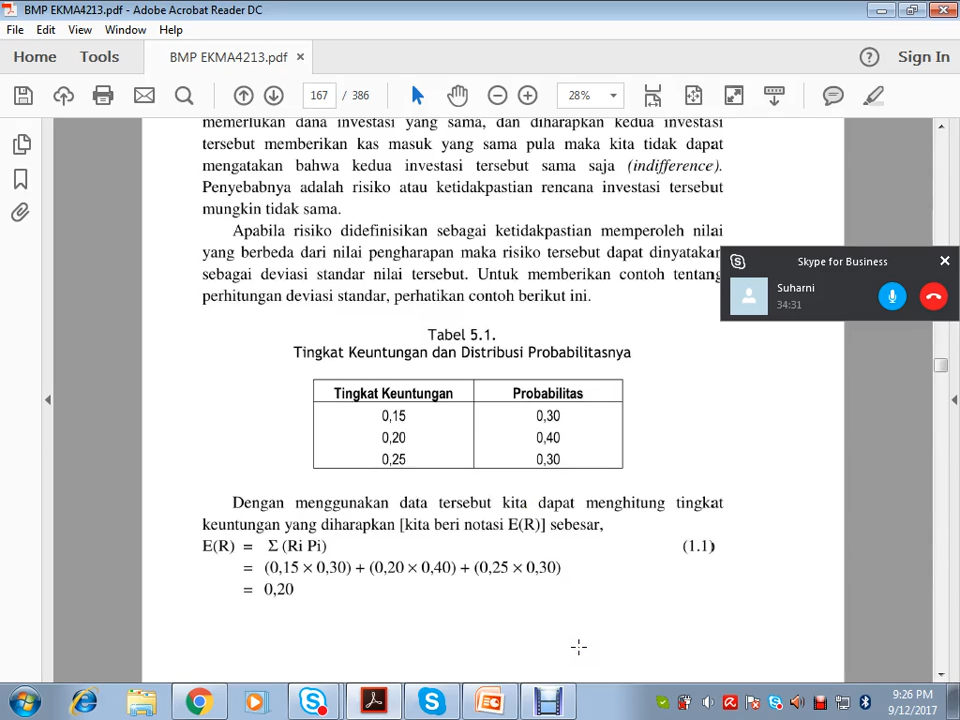 BMP EKMA4213.pdf - Adobe Acrobat Reader DC
File Edit View Window Help
Home Tools BMP EKMA4213.pdf × Sign In
167 / 386 28%
memerlukan dana investasi yang sama, dan diharapkan kedua investasi
tersebut memberikan kas masuk yang sama pula maka kita tidak dapat
mengatakan bahwa kedua investasi tersebut sama saja (indifference).
Penyebabnya adalah risiko atau ketidakpastian rencana investasi tersebut
mungkin tidak sama.
Apabila risiko didefinisikan sebagai ketidakpastian memperoleh nilai
yang berbeda dari nilai pengharapan maka risiko tersebut dapat dinyatakan
sebagai deviasi standar nilai tersebut. Untuk memberikan contoh tentang
perhitungan deviasi standar, perhatikan contoh berikut ini.
Skype for Business
Suharni
34:31
Tabel 5.1.
Tingkat Keuntungan dan Distribusi Probabilitasnya
Tingkat Keuntungan Probabilitas
0,15 0,30
0,20 0,40
0,25 0,30
Dengan menggunakan data tersebut kita dapat menghitung tingkat
keuntungan yang diharapkan [kita beri notasi E(R)] sebesar,
E(R) = Σ (Ri Pi) (1.1)
= (0,15 × 0,30) + (0,20 × 0,40) + (0,25 × 0,30)
= 0,20
9:26 PM
9/12/2017